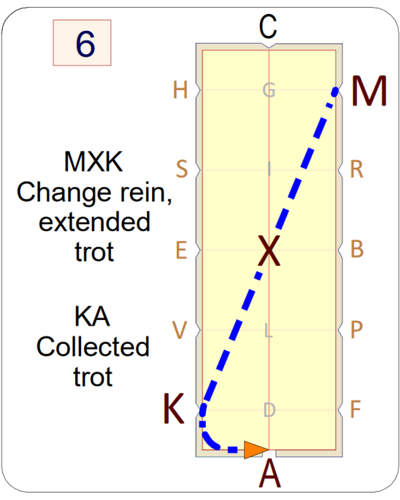 6
C
H G M
MXK
Change rein,
extended
trot
S I R
E X B
KA
Collected
trot
V L P
K D F
A